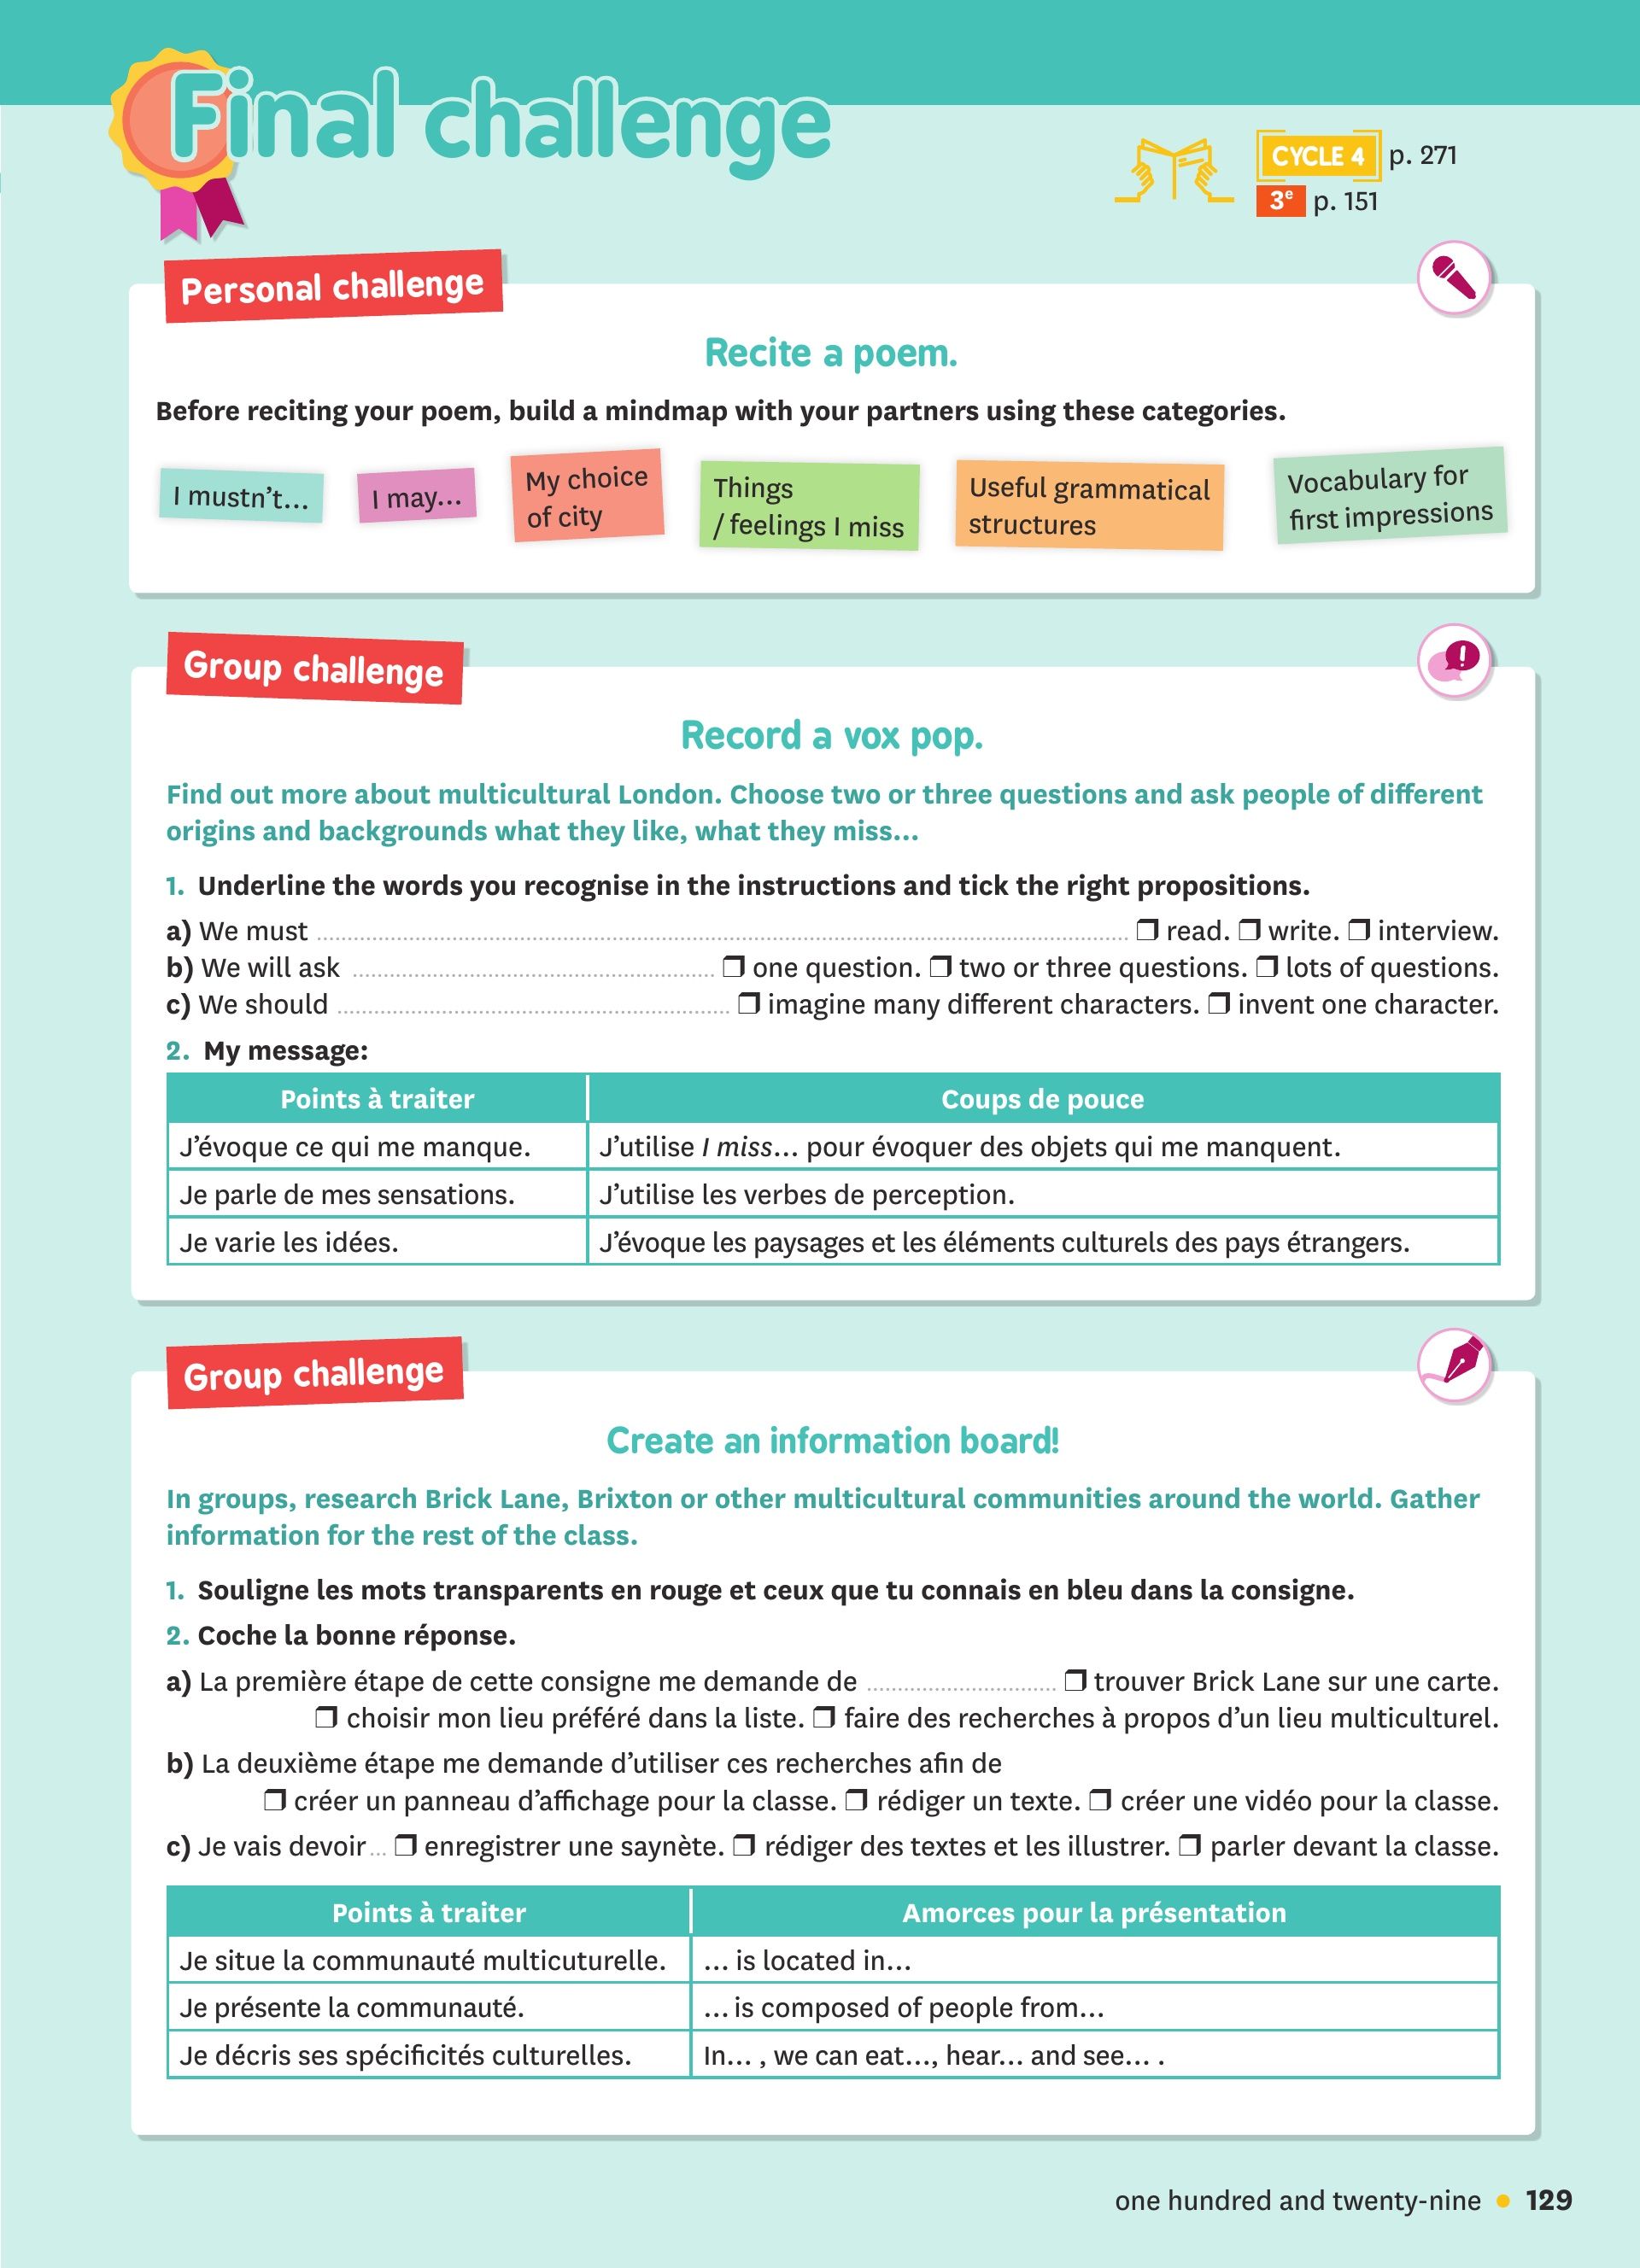 Final challenge
CYCLE 4 p. 271
3e p. 151
Personal challenge
Recite a poem.
Before reciting your poem, build a mindmap with your partners using these categories.
I mustn't...
I may...
My choice
of city
Things
/ feelings I miss
Useful grammatical
structures
Vocabulary for
first impressions
Group challenge
Record a vox pop.
Find out more about multicultural London. Choose two or three questions and ask people of different
origins and backgrounds what they like, what they miss...
1. Underline the words you recognise in the instructions and tick the right propositions.
a) We must ........ ❒ read. ❒ write. ❒ interview.
b) We will ask ........ ❒ one question. ❒ two or three questions. ❒ lots of questions.
c) We should ........ ❒ imagine many different characters. ❒ invent one character.
2. My message:
Points à traiter Coups de pouce
J'évoque ce qui me manque. J'utilise I miss... pour évoquer des objets qui me manquent.
Je parle de mes sensations. J'utilise les verbes de perception.
Je varie les idées. J'évoque les paysages et les éléments culturels des pays étrangers.
Group challenge
Create an information board!
In groups, research Brick Lane, Brixton or other multicultural communities around the world. Gather
information for the rest of the class.
1. Souligne les mots transparents en rouge et ceux que tu connais en bleu dans la consigne.
2. Coche la bonne réponse.
a) La première étape de cette consigne me demande de ........ ❒ trouver Brick Lane sur une carte.
❒ choisir mon lieu préféré dans la liste. ❒ faire des recherches à propos d'un lieu multiculturel.
b) La deuxième étape me demande d'utiliser ces recherches afin de
❒ créer un panneau d'affichage pour la classe. ❒ rédiger un texte. ❒ créer une vidéo pour la classe.
c) Je vais devoir ... ❒ enregistrer une saynète. ❒ rédiger des textes et les illustrer. ❒ parler devant la classe.
Points à traiter Amorces pour la présentation
Je situe la communauté multicuturelle. ... is located in...
Je présente la communauté. ... is composed of people from...
Je décris ses spécificités culturelles. In... , we can eat..., hear... and see... .
one hundred and twenty-nine • 129